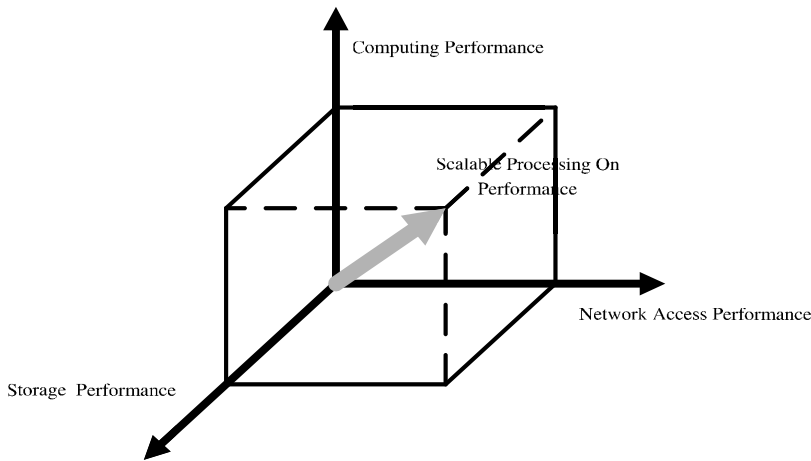 Computing Performance
Scalable Processing On
Performance
Network Access Performance
Storage Performance